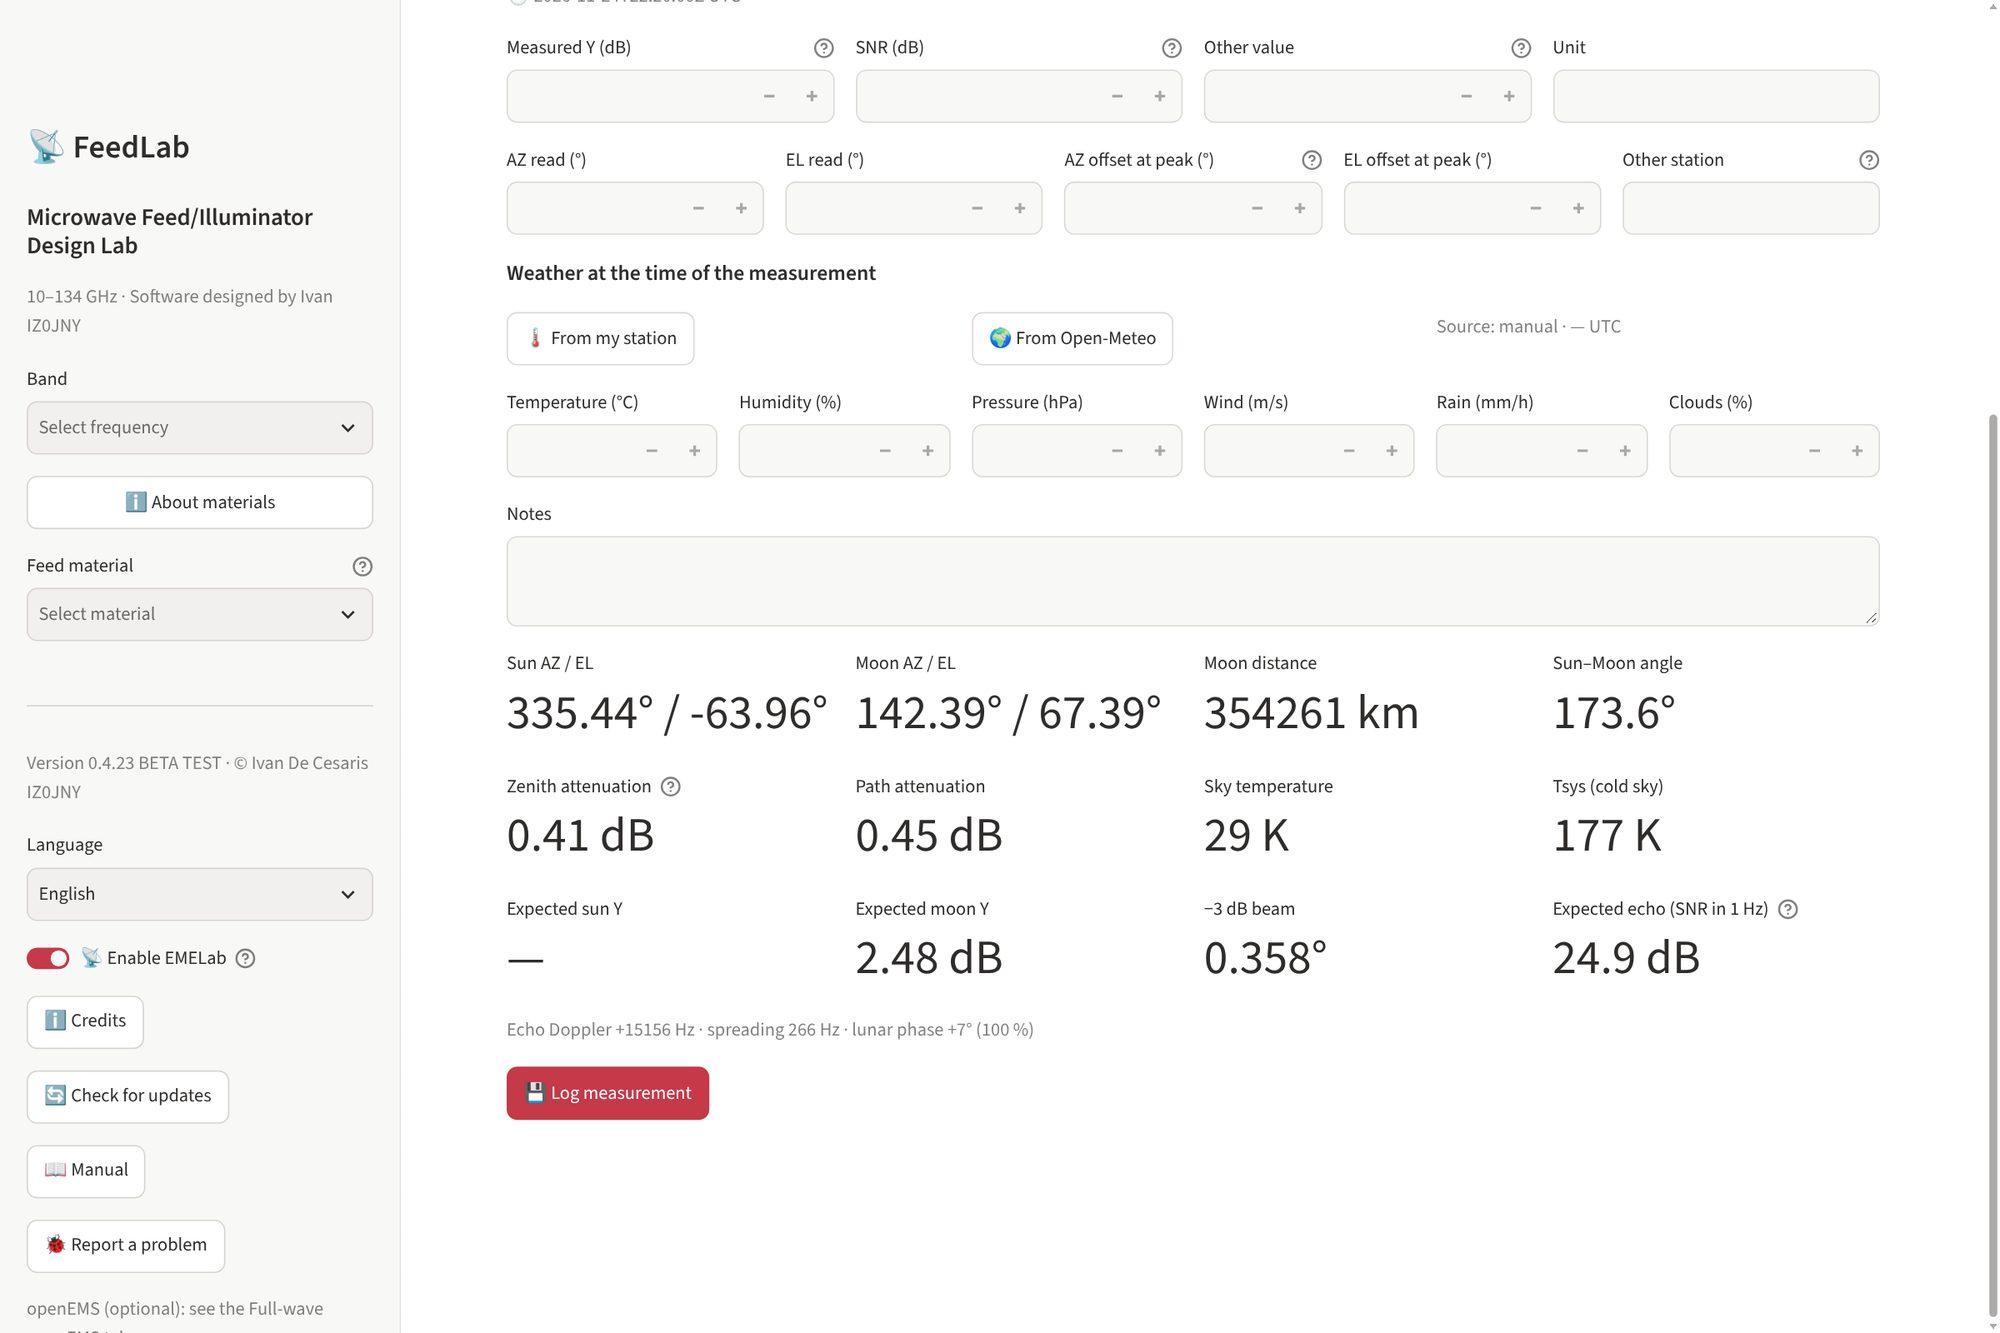 FeedLab
Microwave Feed/Illuminator
Design Lab
10–134 GHz · Software designed by Ivan
IZ0JNY
Band
Select frequency
ℹ️ About materials
Feed material
Select material
Version 0.4.23 BETA TEST · © Ivan De Cesaris
IZ0JNY
Language
English
Enable EMELab
ℹ️ Credits
Check for updates
Manual
Report a problem
openEMS (optional): see the Full-wave
Measured Y (dB)
SNR (dB)
Other value
Unit
AZ read (°)
EL read (°)
AZ offset at peak (°)
EL offset at peak (°)
Other station
Weather at the time of the measurement
From my station
From Open-Meteo
Source: manual · — UTC
Temperature (°C)
Humidity (%)
Pressure (hPa)
Wind (m/s)
Rain (mm/h)
Clouds (%)
Notes
Sun AZ / EL
335.44° / -63.96°
Moon AZ / EL
142.39° / 67.39°
Moon distance
354261 km
Sun–Moon angle
173.6°
Zenith attenuation
0.41 dB
Path attenuation
0.45 dB
Sky temperature
29 K
Tsys (cold sky)
177 K
Expected sun Y
—
Expected moon Y
2.48 dB
−3 dB beam
0.358°
Expected echo (SNR in 1 Hz)
24.9 dB
Echo Doppler +15156 Hz · spreading 266 Hz · lunar phase +7° (100 %)
Log measurement